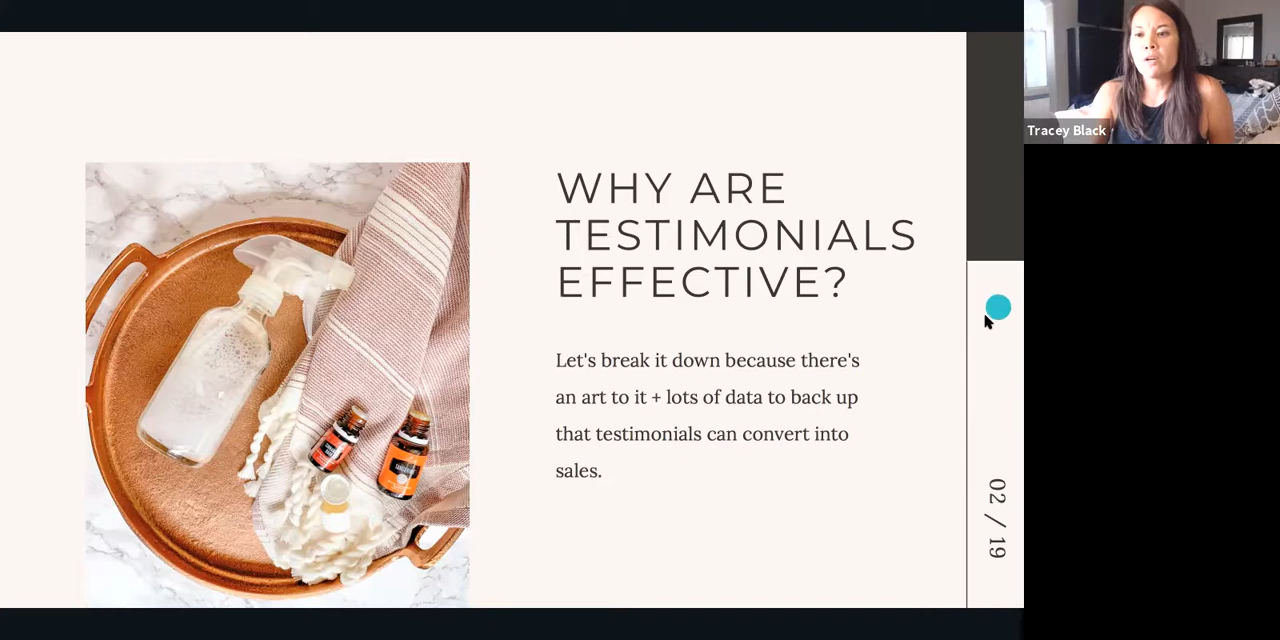 WHY ARE
TESTIMONIALS
EFFECTIVE?
Let's break it down because there's
an art to it + lots of data to back up
that testimonials can convert into
sales.
02 / 19
Tracey Black